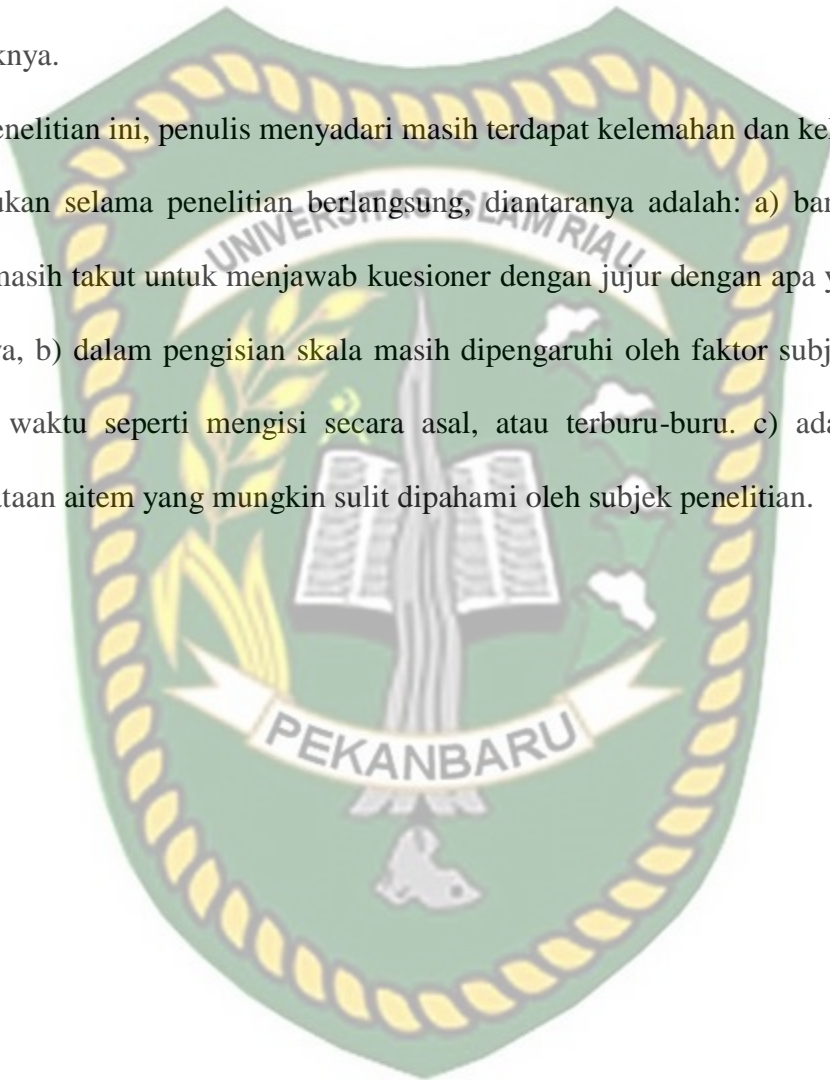 knya.
enelitian ini, penulis menyadari masih terdapat kelemahan dan kel
ukan selama penelitian berlangsung, diantaranya adalah: a) ban
UNIVERSITAS ISLAM RIAU
masih takut untuk menjawab kuesioner dengan jujur dengan apa y
a, b) dalam pengisian skala masih dipengaruhi oleh faktor subj
waktu seperti mengisi secara asal, atau terburu-buru. c) ada
ataan aitem yang mungkin sulit dipahami oleh subjek penelitian.
PEKANBARU